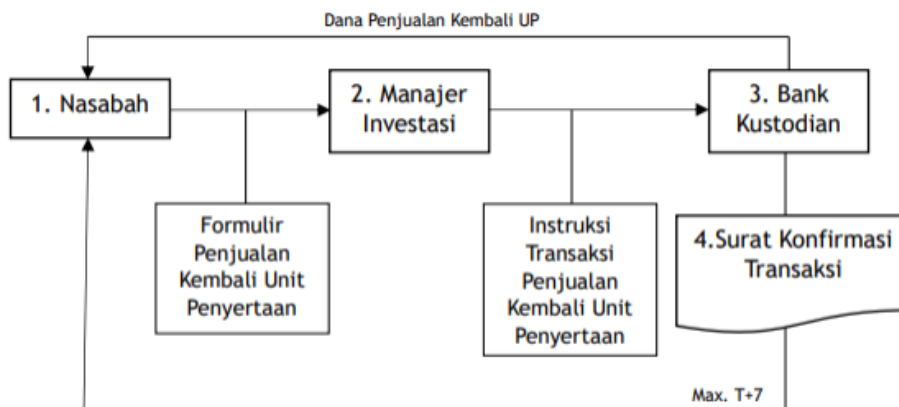 Dana Penjualan Kembali UP
1. Nasabah
2. Manajer
Investasi
3. Bank
Kustodian
Formulir
Penjualan
Kembali Unit
Penyertaan
Instruksi
Transaksi
Penjualan
Kembali Unit
Penyertaan
4.Surat Konfirmasi
Transaksi
Max. T+7